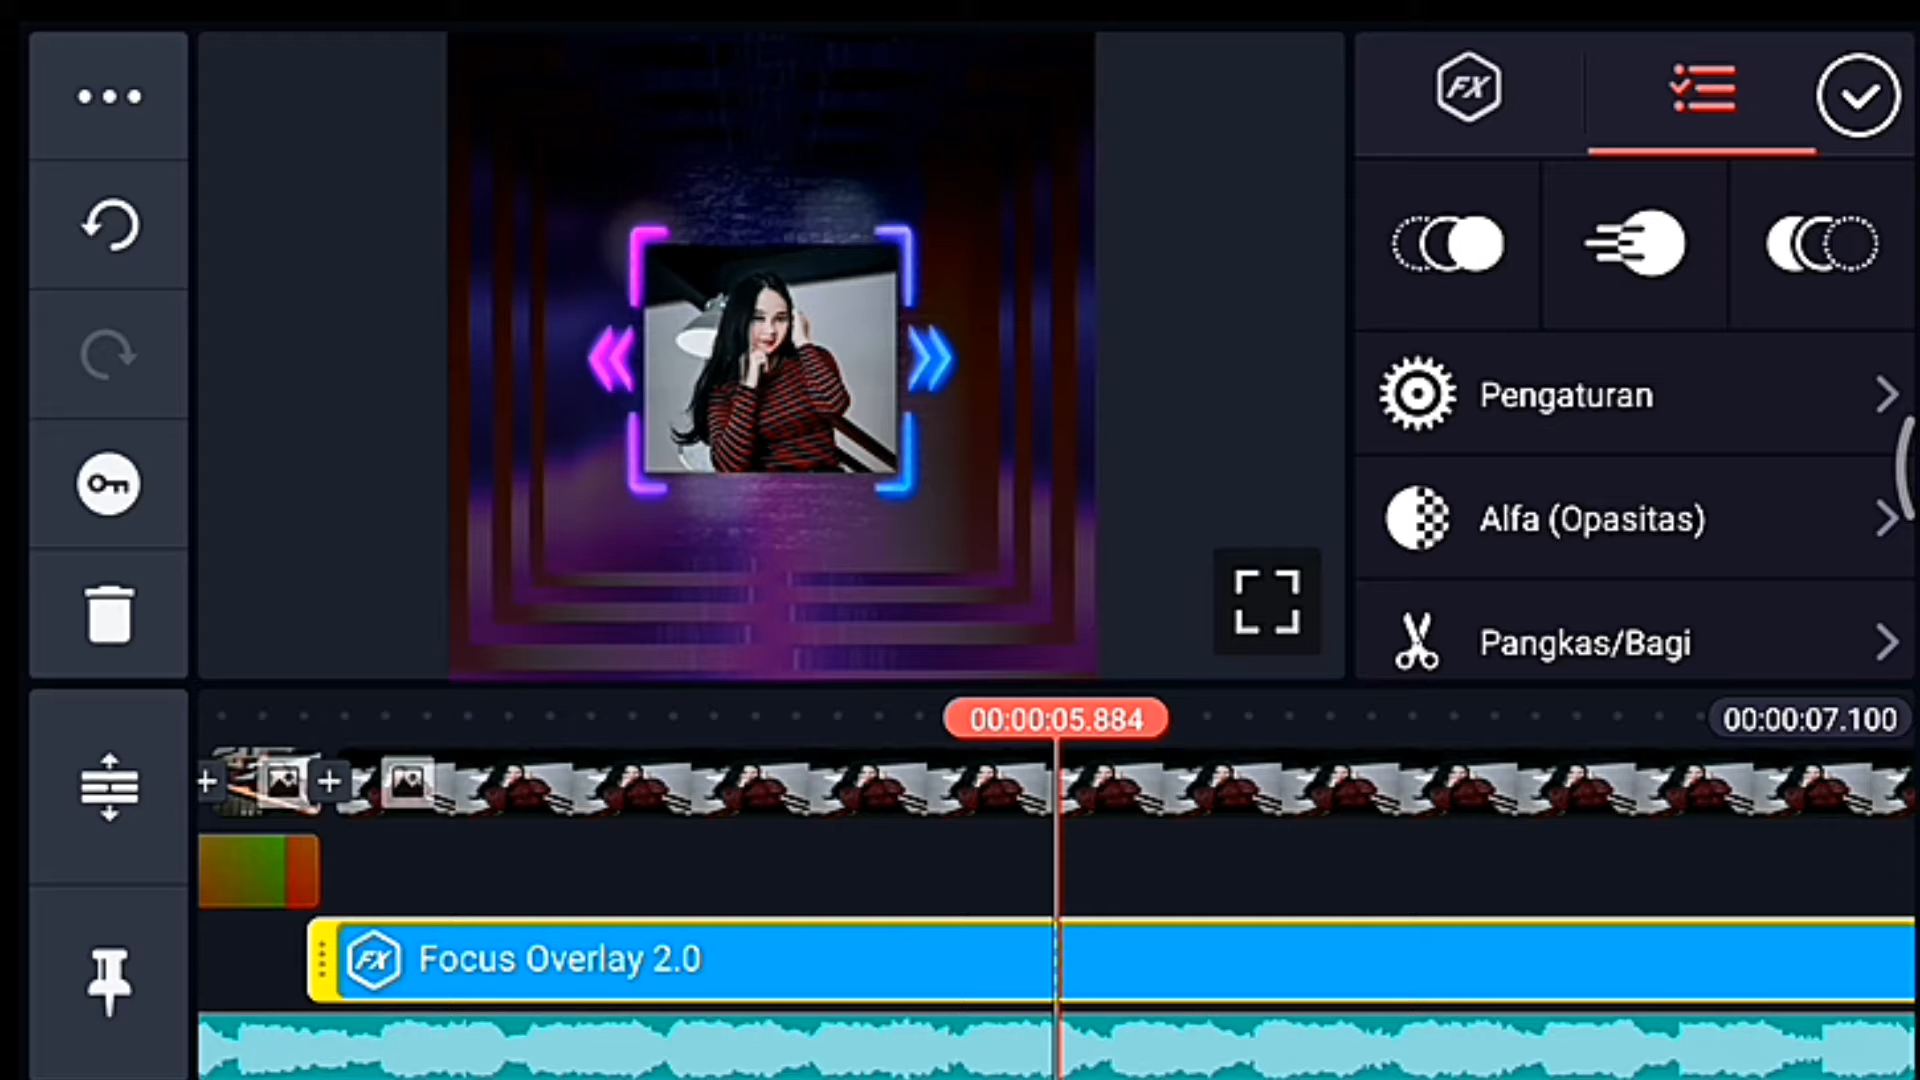 FX
Pengaturan
Alfa (Opasitas)
Pangkas/Bagi
00:00:05.884
00:00:07.100
FX
Focus Overlay 2.0